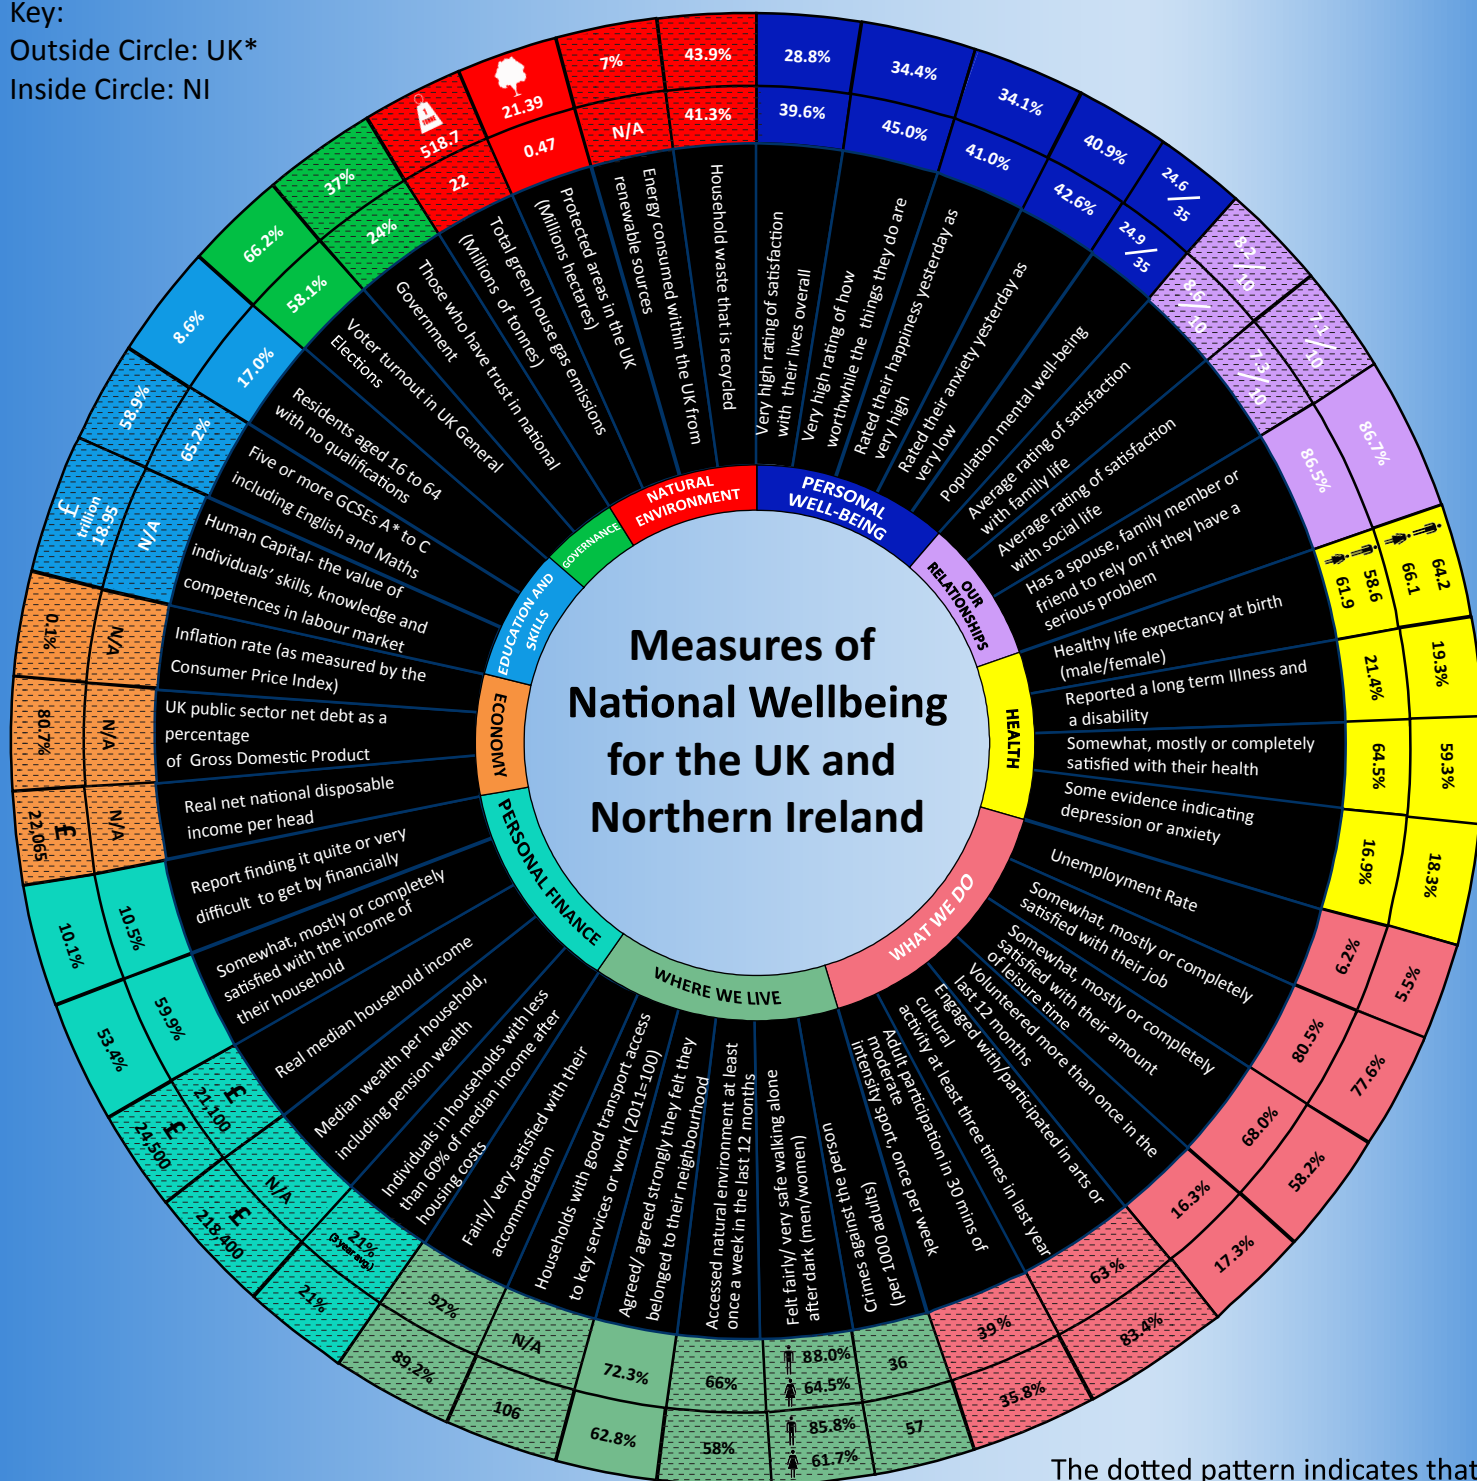 Key:
Outside Circle: UK*
Inside Circle: NI
Measures of
National Wellbeing
for the UK and
Northern Ireland
PERSONAL
WELL-BEING
Very high rating of satisfaction
with their lives overall
28.8%
39.6%
Very high rating of how
worthwhile the things they do are
34.4%
45.0%
Rated their happiness yesterday as
very high
34.1%
41.0%
Rated their anxiety yesterday as
very low
40.9%
42.6%
Population mental well-being
24.6
35
24.9
35
OUR
RELATIONSHIPS
Average rating of satisfaction
with family life
8.2
10
8.6
10
Average rating of satisfaction
with social life
7.1
10
7.3
10
Has a spouse, family member or
friend to rely on if they have a
serious problem
86.7%
86.5%
HEALTH
Healthy life expectancy at birth
(male/female)
64.2
66.1
58.6
61.9
Reported a long term Illness and
a disability
19.3%
21.4%
Somewhat, mostly or completely
satisfied with their health
59.3%
64.5%
Some evidence indicating
depression or anxiety
18.3%
16.9%
WHAT WE DO
Unemployment Rate
5.5%
6.2%
Somewhat, mostly or completely
satisfied with their job
77.6%
80.5%
Somewhat, mostly or completely
satisfied with their amount
of leisure time
58.2%
68.0%
Volunteered more than once in the
last 12 months
17.3%
16.3%
Engaged with/participated in arts or
cultural
activity at least three times in last year
83.4%
63 %
Adult participation in 30 mins of
moderate
intensity sport, once per week
35.8%
39 %
WHERE WE LIVE
Crimes against the person
(per 1000 adults)
36
57
Felt fairly/ very safe walking alone
after dark (men/women)
88.0%
64.5%
85.8%
61.7%
Accessed natural environment at least
once a week in the last 12 months
66%
58%
Agreed/ agreed strongly they felt they
belonged to their neighbourhood
72.3%
62.8%
Households with good transport access
to key services or work (2011=100)
N/A
106
Fairly/ very satisfied with their
accommodation
92%
89.2%
PERSONAL FINANCE
Individuals in households with less
than 60% of median income after
housing costs
21%
(3 year avg.)
21%
Median wealth per household,
including pension wealth
N/A
£
218,400
Real median household income
£
21,100
£
24,500
Somewhat, mostly or completely
satisfied with the income of
their household
59.9%
53.4%
Report finding it quite or very
difficult to get by financially
10.5%
10.1%
ECONOMY
Real net national disposable
income per head
N/A
£
22,065
UK public sector net debt as a
percentage
of Gross Domestic Product
N/A
80.7%
Inflation rate (as measured by the
Consumer Price Index)
N/A
0.1%
EDUCATION AND
SKILLS
Human Capital- the value of
individuals' skills, knowledge and
competences in labour market
N/A
£
trillion
18.95
Five or more GCSEs A* to C
including English and Maths
65.2%
58.9%
Residents aged 16 to 64
with no qualifications
17.0%
8.6%
GOVERNANCE
Voter turnout in UK General
Elections
58.1%
66.2%
Those who have trust in national
Government
24%
37%
NATURAL
ENVIRONMENT
Total green house gas emissions
(Millions of tonnes)
22
518.7
Protected areas in the UK
(Millions hectares)
0.47
21.39
Energy consumed within the UK from
renewable sources
N/A
7%
Household waste that is recycled
41.3%
43.9%
The dotted pattern indicates that